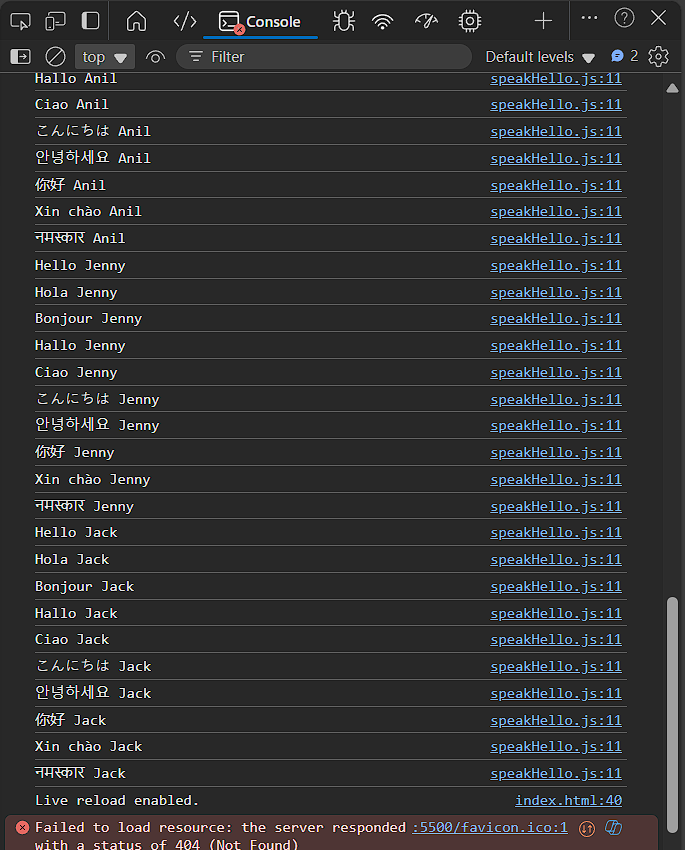 Console
top
Filter
Default levels
2
Hallo Anil speakHello.js:11
Ciao Anil speakHello.js:11
こんにちは Anil speakHello.js:11
안녕하세요 Anil speakHello.js:11
你好 Anil speakHello.js:11
Xin chào Anil speakHello.js:11
नमस्कार Anil speakHello.js:11
Hello Jenny speakHello.js:11
Hola Jenny speakHello.js:11
Bonjour Jenny speakHello.js:11
Hallo Jenny speakHello.js:11
Ciao Jenny speakHello.js:11
こんにちは Jenny speakHello.js:11
안녕하세요 Jenny speakHello.js:11
你好 Jenny speakHello.js:11
Xin chào Jenny speakHello.js:11
नमस्कार Jenny speakHello.js:11
Hello Jack speakHello.js:11
Hola Jack speakHello.js:11
Bonjour Jack speakHello.js:11
Hallo Jack speakHello.js:11
Ciao Jack speakHello.js:11
こんにちは Jack speakHello.js:11
안녕하세요 Jack speakHello.js:11
你好 Jack speakHello.js:11
Xin chào Jack speakHello.js:11
नमस्कार Jack speakHello.js:11
Live reload enabled. index.html:40
Failed to load resource: the server responded :5500/favicon.ico:1
with a status of 404 (Not Found)